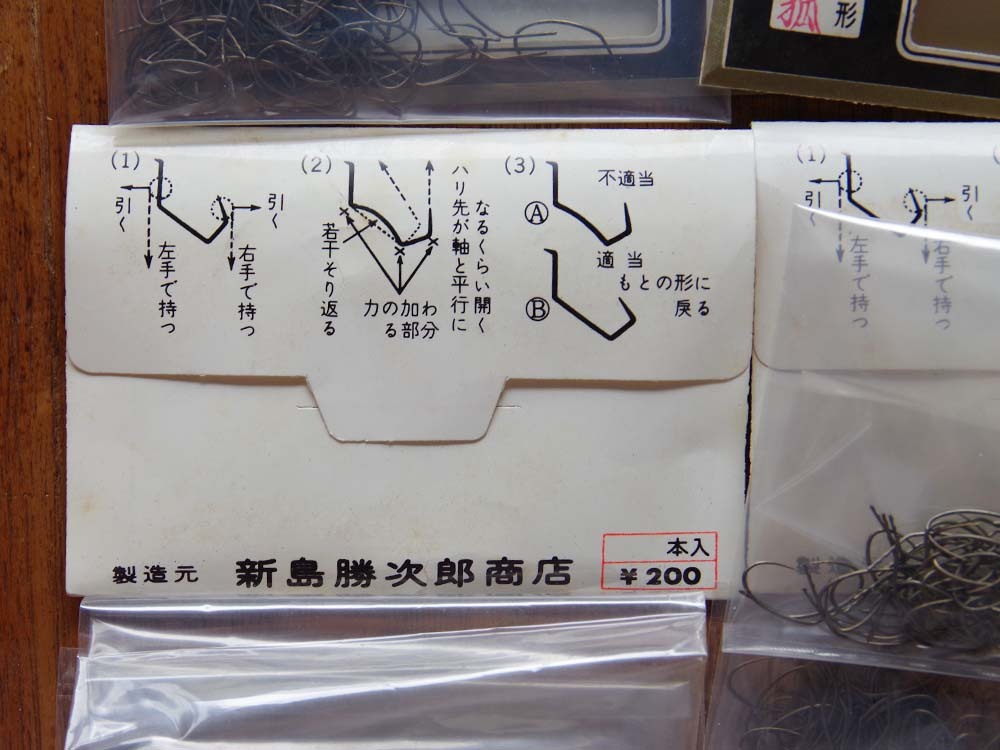 狐
形
(1)
引く
左手で持つ
引く
右手で持つ
(2)
若干そり返る
力の加わる部分
ハリ先が軸と平行に
なるくらい開く
(3)
Ⓐ
不適当
Ⓑ
適当
もとの形に
戻る
製造元 新島勝次郎商店
本入
¥200
(1)
引く
左手で持つ
引く
右手で持つ
製造